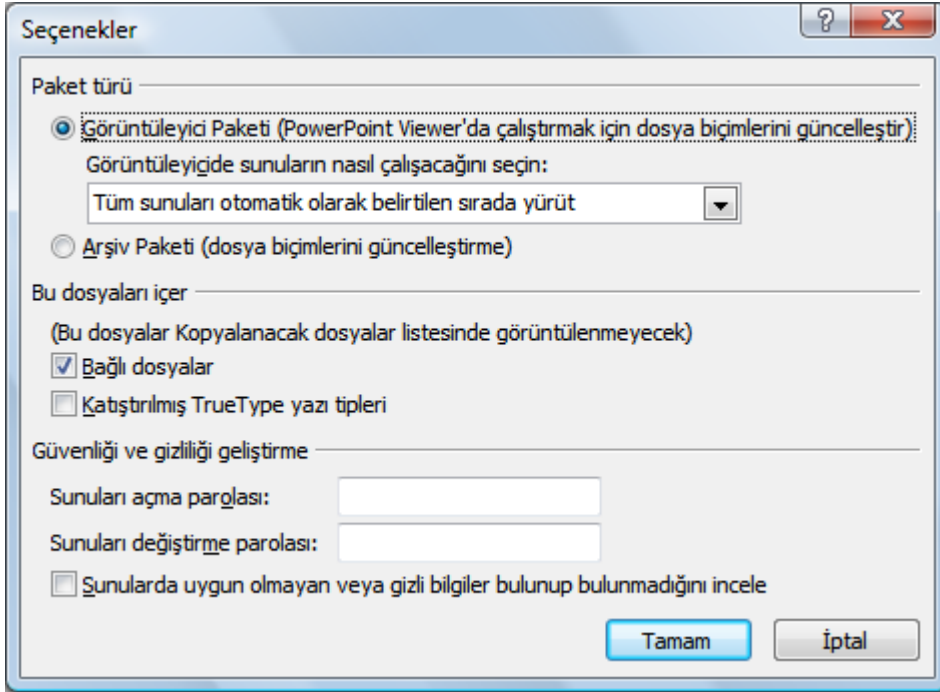 Seçenekler
Paket türü
Görüntüleyici Paketi (PowerPoint Viewer'da çalıştırmak için dosya biçimlerini güncelleştir)
Görüntüleyicide sunuların nasıl çalışacağını seçin:
Tüm sunuları otomatik olarak belirtilen sırada yürüt
Arşiv Paketi (dosya biçimlerini güncelleştirme)
Bu dosyaları içer
(Bu dosyalar Kopyalanacak dosyalar listesinde görüntülenmeyecek)
Bağlı dosyalar
Katıştırılmış TrueType yazı tipleri
Güvenliği ve gizliliği geliştirme
Sunuları açma parolası:
Sunuları değiştirme parolası:
Sunularda uygun olmayan veya gizli bilgiler bulunup bulunmadığını incele
Tamam İptal